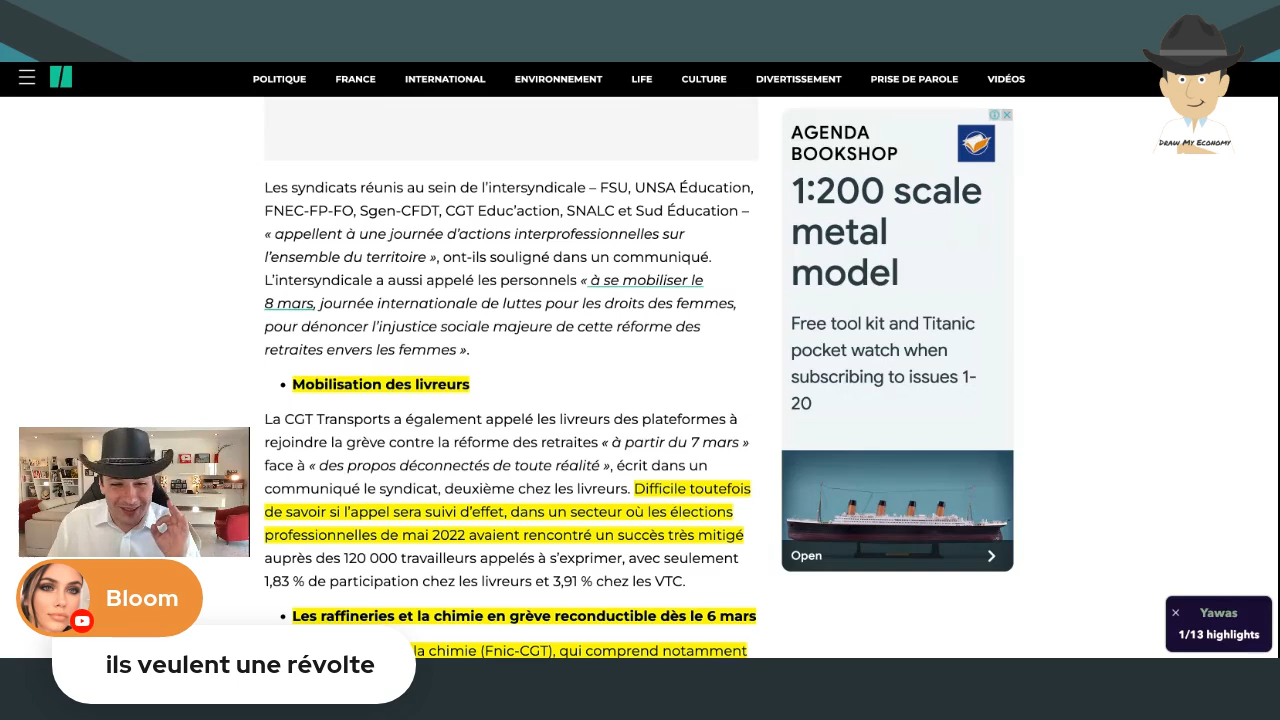 POLITIQUE FRANCE INTERNATIONAL ENVIRONNEMENT LIFE CULTURE DIVERTISSEMENT PRISE DE PAROLE VIDÉOS
DRAW MY ECONOMY
Les syndicats réunis au sein de l’intersyndicale – FSU, UNSA Éducation,
FNEC-FP-FO, Sgen-CFDT, CGT Educ’action, SNALC et Sud Éducation –
« appellent à une journée d’actions interprofessionnelles sur
l’ensemble du territoire », ont-ils souligné dans un communiqué.
L’intersyndicale a aussi appelé les personnels « à se mobiliser le
8 mars, journée internationale de luttes pour les droits des femmes,
pour dénoncer l’injustice sociale majeure de cette réforme des
retraites envers les femmes ».
• Mobilisation des livreurs
La CGT Transports a également appelé les livreurs des plateformes à
rejoindre la grève contre la réforme des retraites « à partir du 7 mars »
face à « des propos déconnectés de toute réalité », écrit dans un
communiqué le syndicat, deuxième chez les livreurs. Difficile toutefois
de savoir si l’appel sera suivi d’effet, dans un secteur où les élections
professionnelles de mai 2022 avaient rencontré un succès très mitigé
auprès des 120 000 travailleurs appelés à s’exprimer, avec seulement
1,83 % de participation chez les livreurs et 3,91 % chez les VTC.
• Les raffineries et la chimie en grève reconductible dès le 6 mars
la chimie (Fnic-CGT), qui comprend notamment
AGENDA
BOOKSHOP
1:200 scale
metal
model
Free tool kit and Titanic
pocket watch when
subscribing to issues 1-
20
Open
Yawas
1/13 highlights
Bloom
ils veulent une révolte